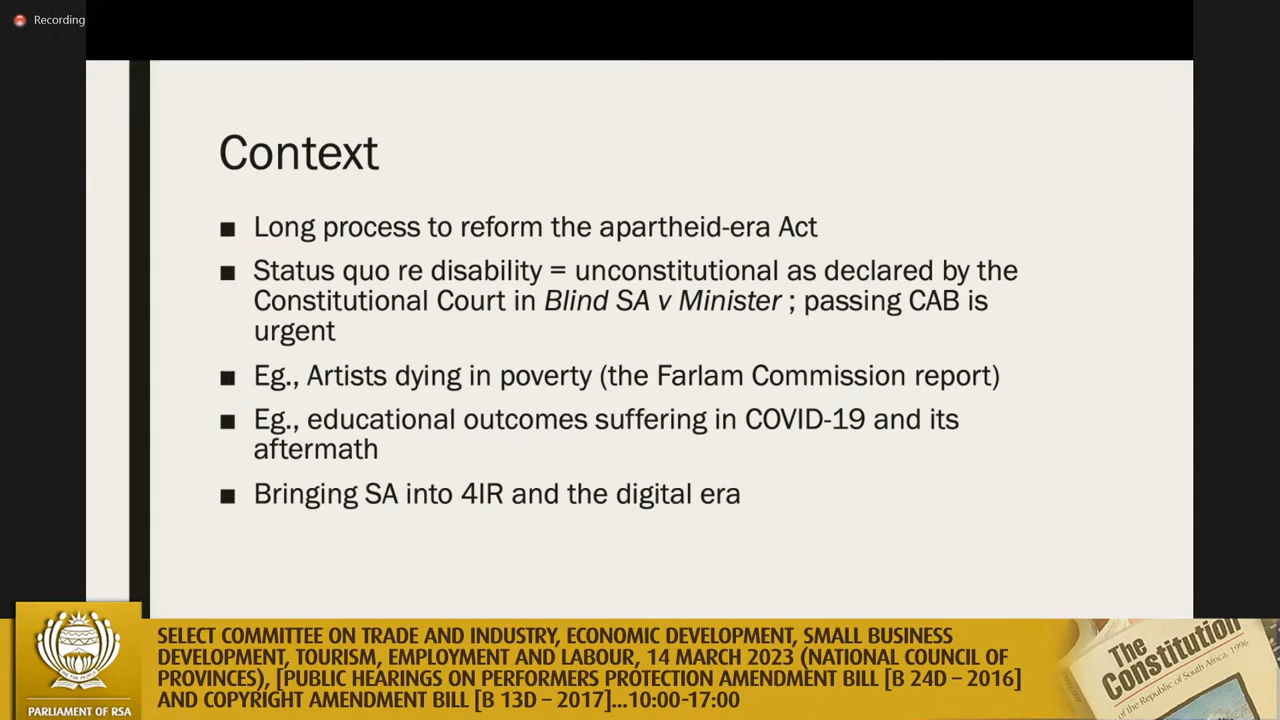 Recording
Context
■ Long process to reform the apartheid-era Act
■ Status quo re disability = unconstitutional as declared by the
Constitutional Court in Blind SA v Minister ; passing CAB is
urgent
■ Eg., Artists dying in poverty (the Farlam Commission report)
■ Eg., educational outcomes suffering in COVID-19 and its
aftermath
■ Bringing SA into 4IR and the digital era
SELECT COMMITTEE ON TRADE AND INDUSTRY, ECONOMIC DEVELOPMENT, SMALL BUSINESS
DEVELOPMENT, TOURISM, EMPLOYMENT AND LABOUR, 14 MARCH 2023 (NATIONAL COUNCIL OF
PROVINCES), [PUBLIC HEARINGS ON PERFORMERS PROTECTION AMENDMENT BILL [B 24D – 2016]
AND COPYRIGHT AMENDMENT BILL [B 13D – 2017]...10:00-17:00
PARLIAMENT OF RSA
The
Constitution
of the Republic of South Africa, 1996